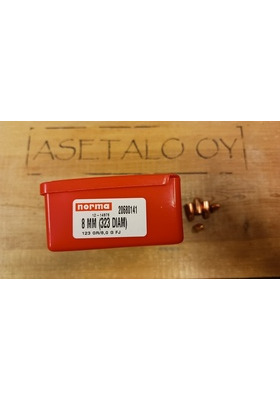 ASETALO OY
norma
20680141
8 MM (323 DIAM)
123 GR/8,0 G FJ